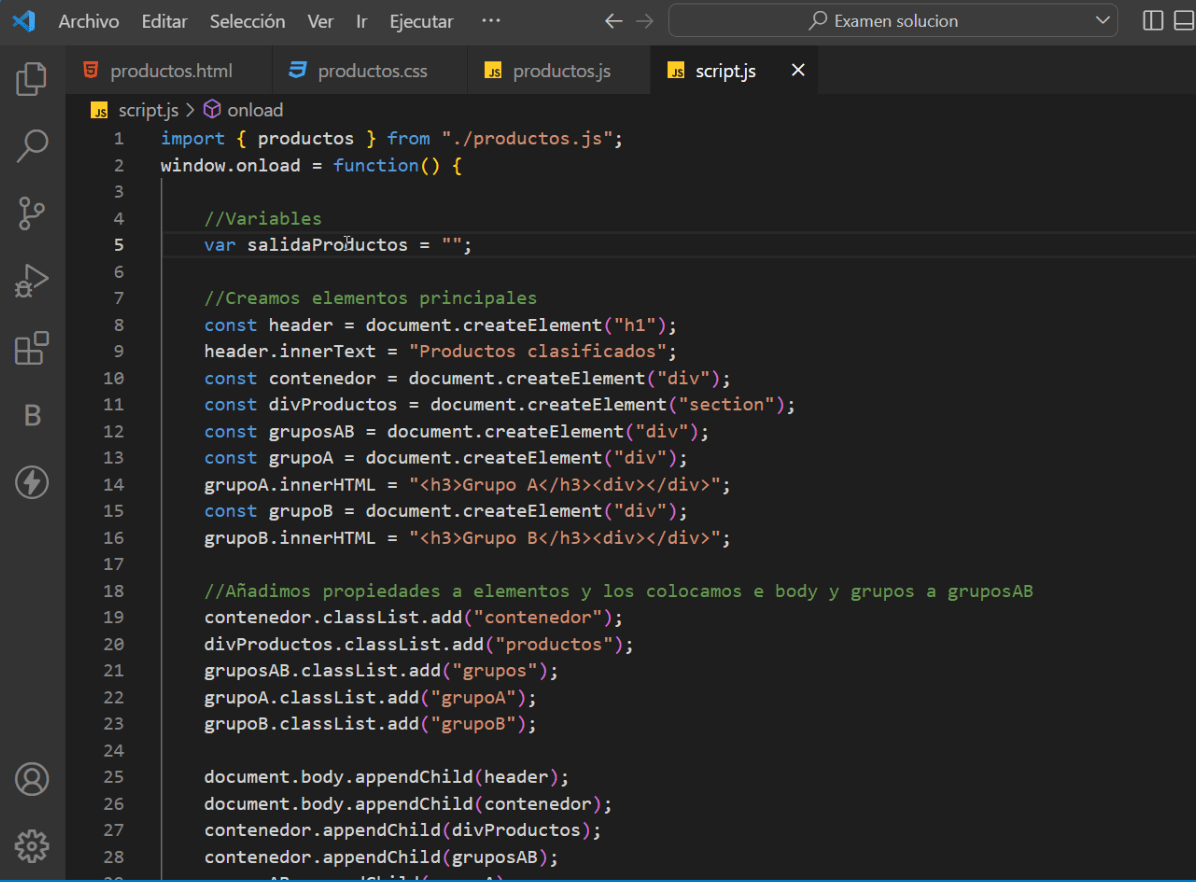 Archivo Editar Selección Ver Ir Ejecutar ··· Examen solucion
productos.html productos.css JS productos.js JS script.js
JS script.js > onload
1 import { productos } from "./productos.js";
2 window.onload = function() {
3
4 //Variables
5 var salidaProductos = "";
6
7 //Creamos elementos principales
8 const header = document.createElement("h1");
9 header.innerText = "Productos clasificados";
10 const contenedor = document.createElement("div");
11 const divProductos = document.createElement("section");
12 const gruposAB = document.createElement("div");
13 const grupoA = document.createElement("div");
14 grupoA.innerHTML = "<h3>Grupo A</h3><div></div>";
15 const grupoB = document.createElement("div");
16 grupoB.innerHTML = "<h3>Grupo B</h3><div></div>";
17
18 //Añadimos propiedades a elementos y los colocamos e body y grupos a gruposAB
19 contenedor.classList.add("contenedor");
20 divProductos.classList.add("productos");
21 gruposAB.classList.add("grupos");
22 grupoA.classList.add("grupoA");
23 grupoB.classList.add("grupoB");
24
25 document.body.appendChild(header);
26 document.body.appendChild(contenedor);
27 contenedor.appendChild(divProductos);
28 contenedor.appendChild(gruposAB);
B